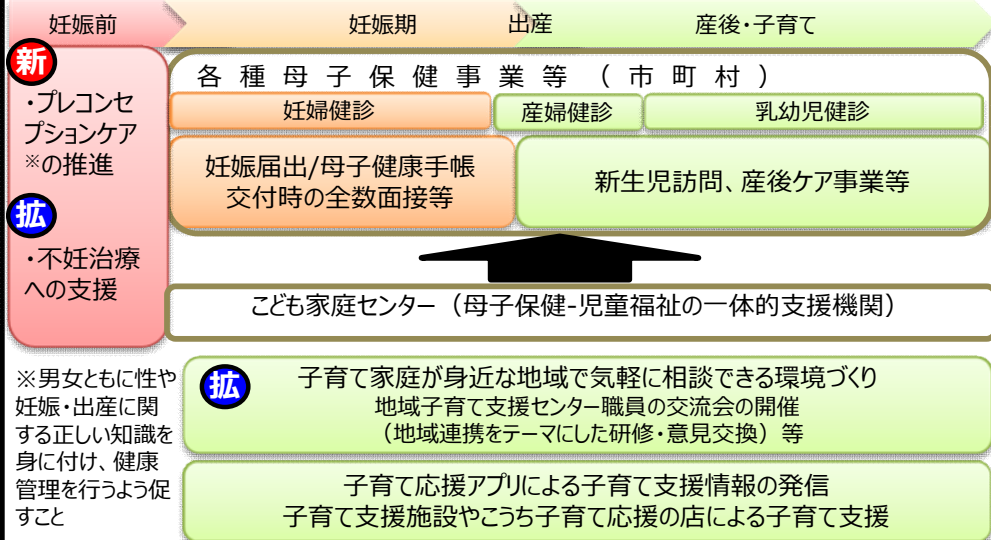 妊娠前
妊娠期
出産
産後・子育て
新
・プレコンセ
プションケア
※の推進
拡
・不妊治療
への支援
各種母子保健事業等（市町村）
妊婦健診
産婦健診
乳幼児健診
妊娠届出/母子健康手帳
交付時の全数面接等
新生児訪問、産後ケア事業等
こども家庭センター（母子保健-児童福祉の一体的支援機関）
※男女ともに性や
妊娠・出産に関
する正しい知識を
身に付け、健康
管理を行うよう促
すこと
拡
子育て家庭が身近な地域で気軽に相談できる環境づくり
地域子育て支援センター職員の交流会の開催
（地域連携をテーマにした研修・意見交換）等
子育て応援アプリによる子育て支援情報の発信
子育て支援施設やこうち子育て応援の店による子育て支援